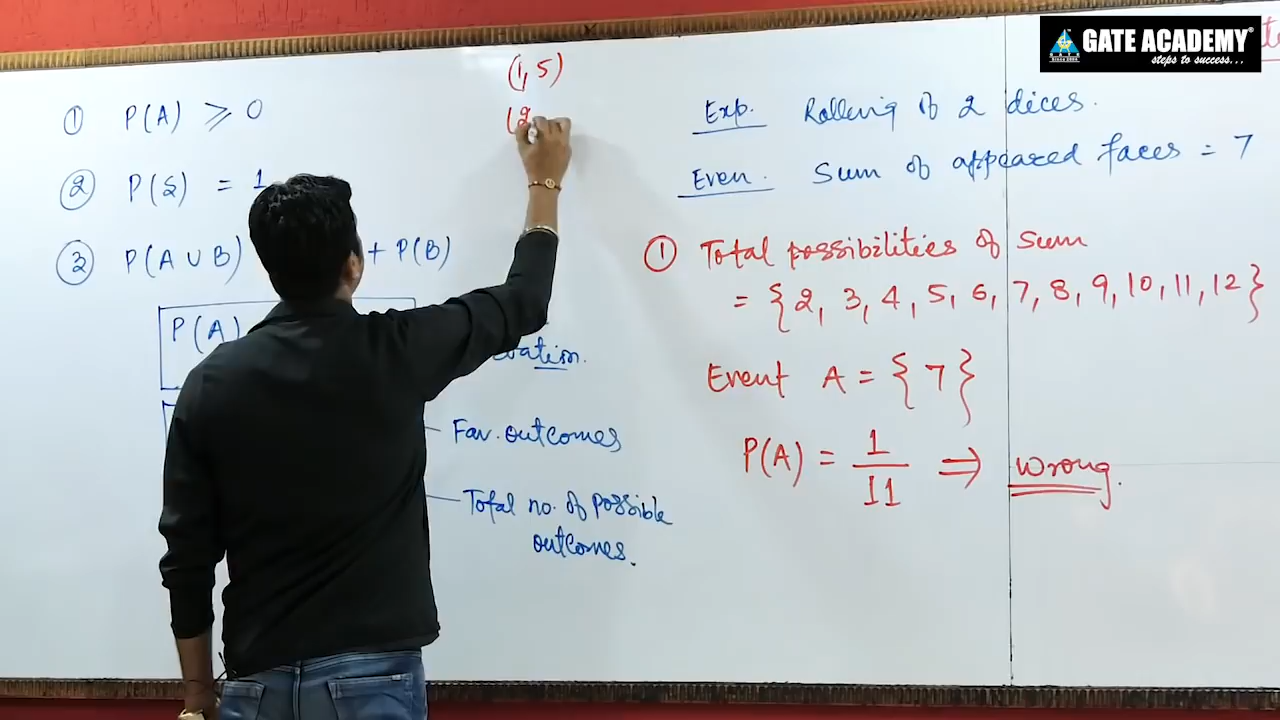 GATE ACADEMY
steps to success...
① P(A) ⩾ 0
② P(S) = 1
③ P(A ∪ B) + P(B)
P(A)
Fav. outcomes
Total no. of possible
outcomes.
(1, 5)
(2
Exp. Rolling of 2 dices.
Even. Sum of appeared faces = 7
① Total possibilities of sum
= {2, 3, 4, 5, 6, 7, 8, 9, 10, 11, 12}
Event A = {7}
P(A) = 1/11 ⇒ Wrong.